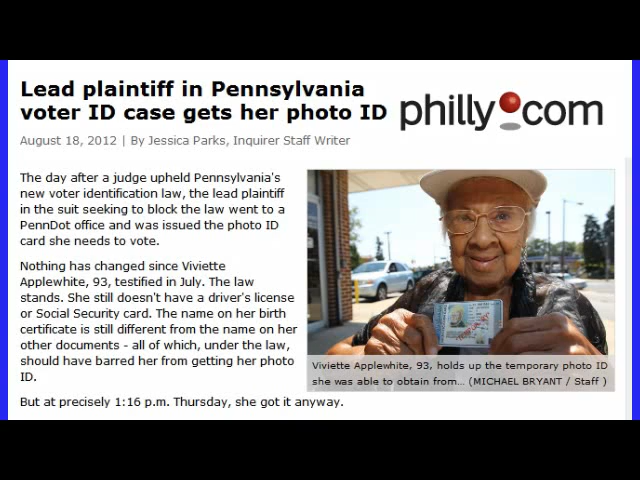 Lead plaintiff in Pennsylvania
voter ID case gets her photo ID
philly.com
August 18, 2012 | By Jessica Parks, Inquirer Staff Writer
The day after a judge upheld Pennsylvania's
new voter identification law, the lead plaintiff
in the suit seeking to block the law went to a
PennDot office and was issued the photo ID
card she needs to vote.
Nothing has changed since Viviette
Applewhite, 93, testified in July. The law
stands. She still doesn't have a driver's license
or Social Security card. The name on her birth
certificate is still different from the name on her
other documents - all of which, under the law,
should have barred her from getting her photo
ID.
But at precisely 1:16 p.m. Thursday, she got it anyway.
Viviette Applewhite, 93, holds up the temporary photo ID
she was able to obtain from... (MICHAEL BRYANT / Staff )